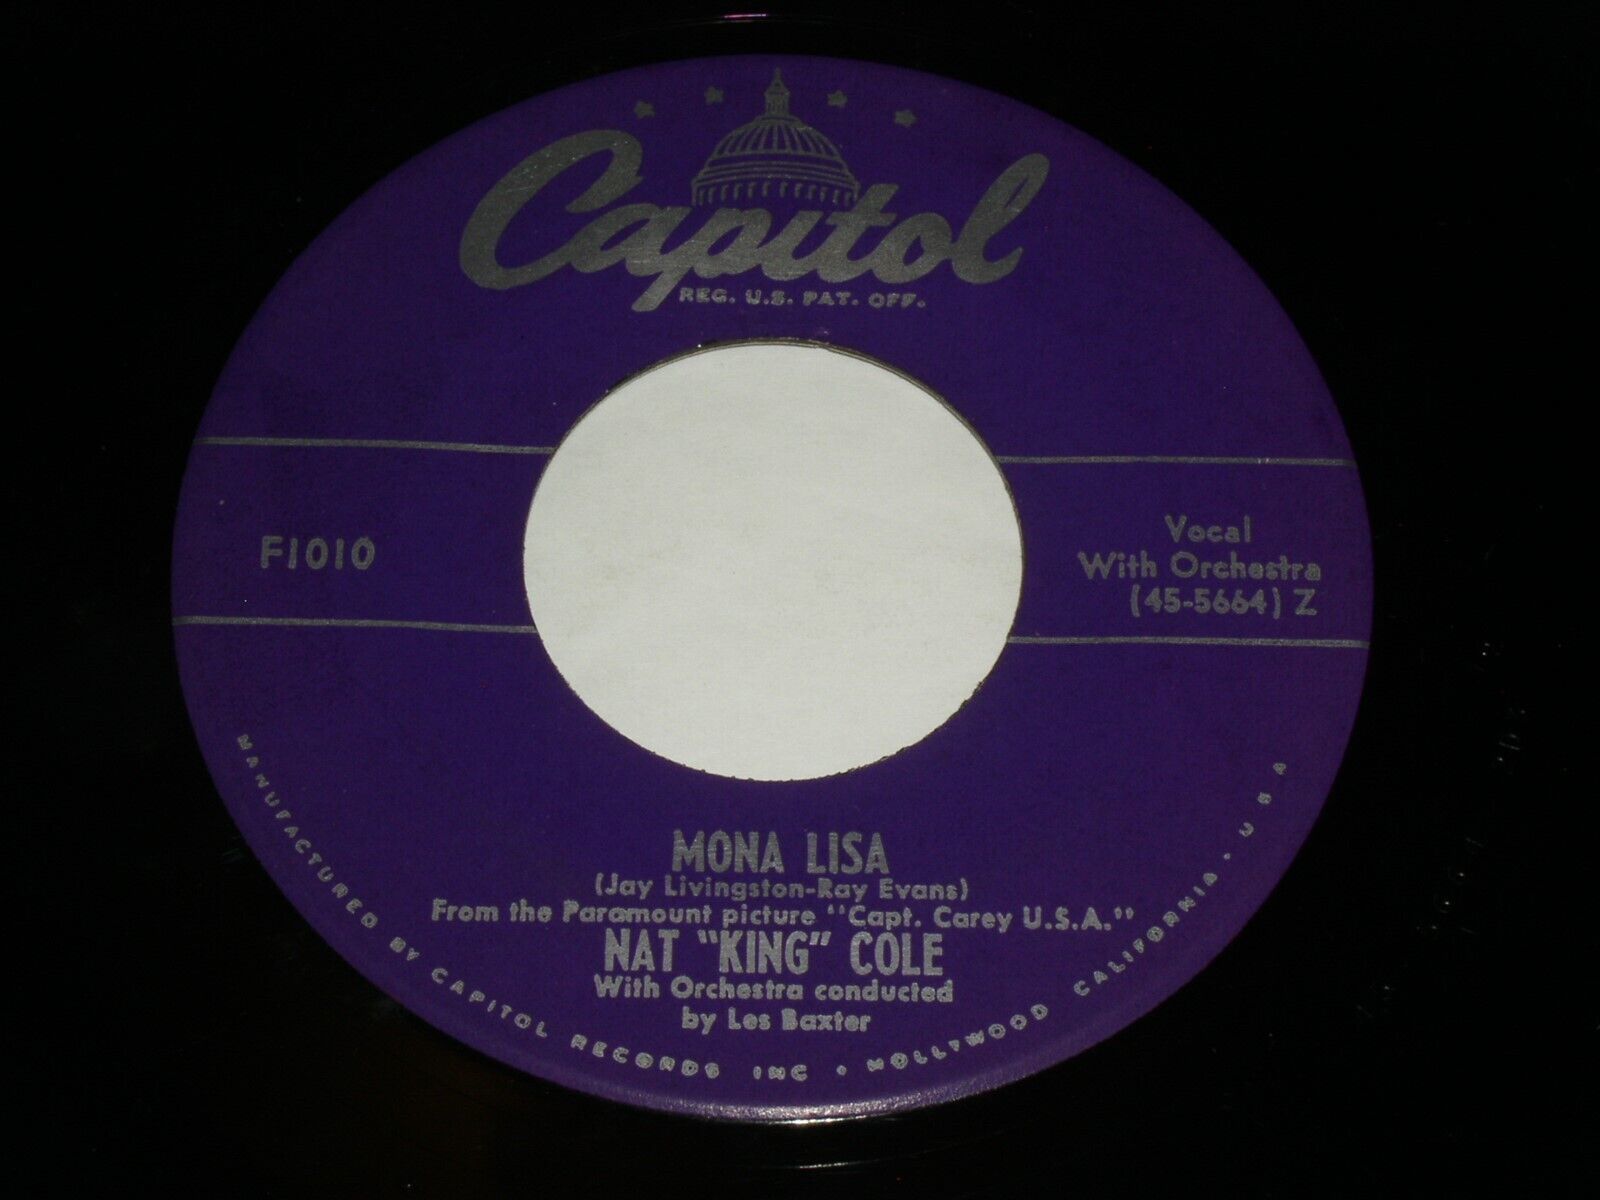 Capitol
REG. U.S. PAT. OFF.
F1010
Vocal
With Orchestra
(45-5664) Z
MONA LISA
(Jay Livingston-Ray Evans)
From the Paramount picture "Capt. Carey U.S.A."
NAT "KING" COLE
With Orchestra conducted
by Les Baxter
MANUFACTURED BY CAPITOL RECORDS INC • HOLLYWOOD CALIFORNIA • U S A